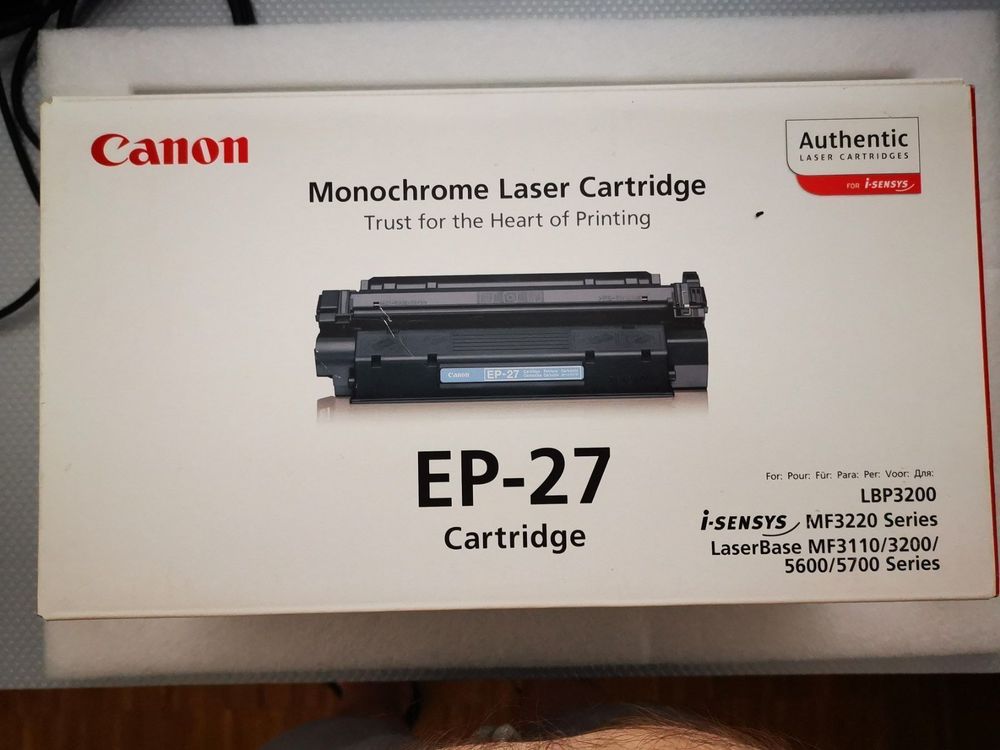 Canon
Authentic
LASER CARTRIDGES
FOR i-SENSYS
Monochrome Laser Cartridge
Trust for the Heart of Printing
Canon EP-27
EP-27
Cartridge
For: Pour: Für: Para: Per: Voor: Для:
LBP3200
i-SENSYS MF3220 Series
LaserBase MF3110/3200/
5600/5700 Series